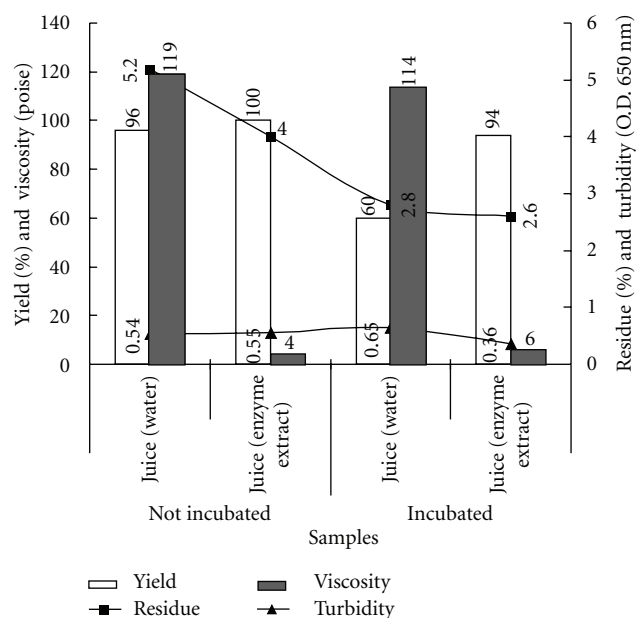 140
120
100
80
60
40
20
0
Yield (%) and viscosity (poise)
6
5
4
3
2
1
0
Residue (%) and turbidity (O.D. 650 nm)
5.2
96
119
0.54
100
4
0.55
4
60
2.8
114
0.65
94
2.6
0.36
6
Juice (water)
Juice (enzyme
extract)
Juice (water)
Juice (enzyme
extract)
Not incubated
Incubated
Samples
Yield
Viscosity
Residue
Turbidity